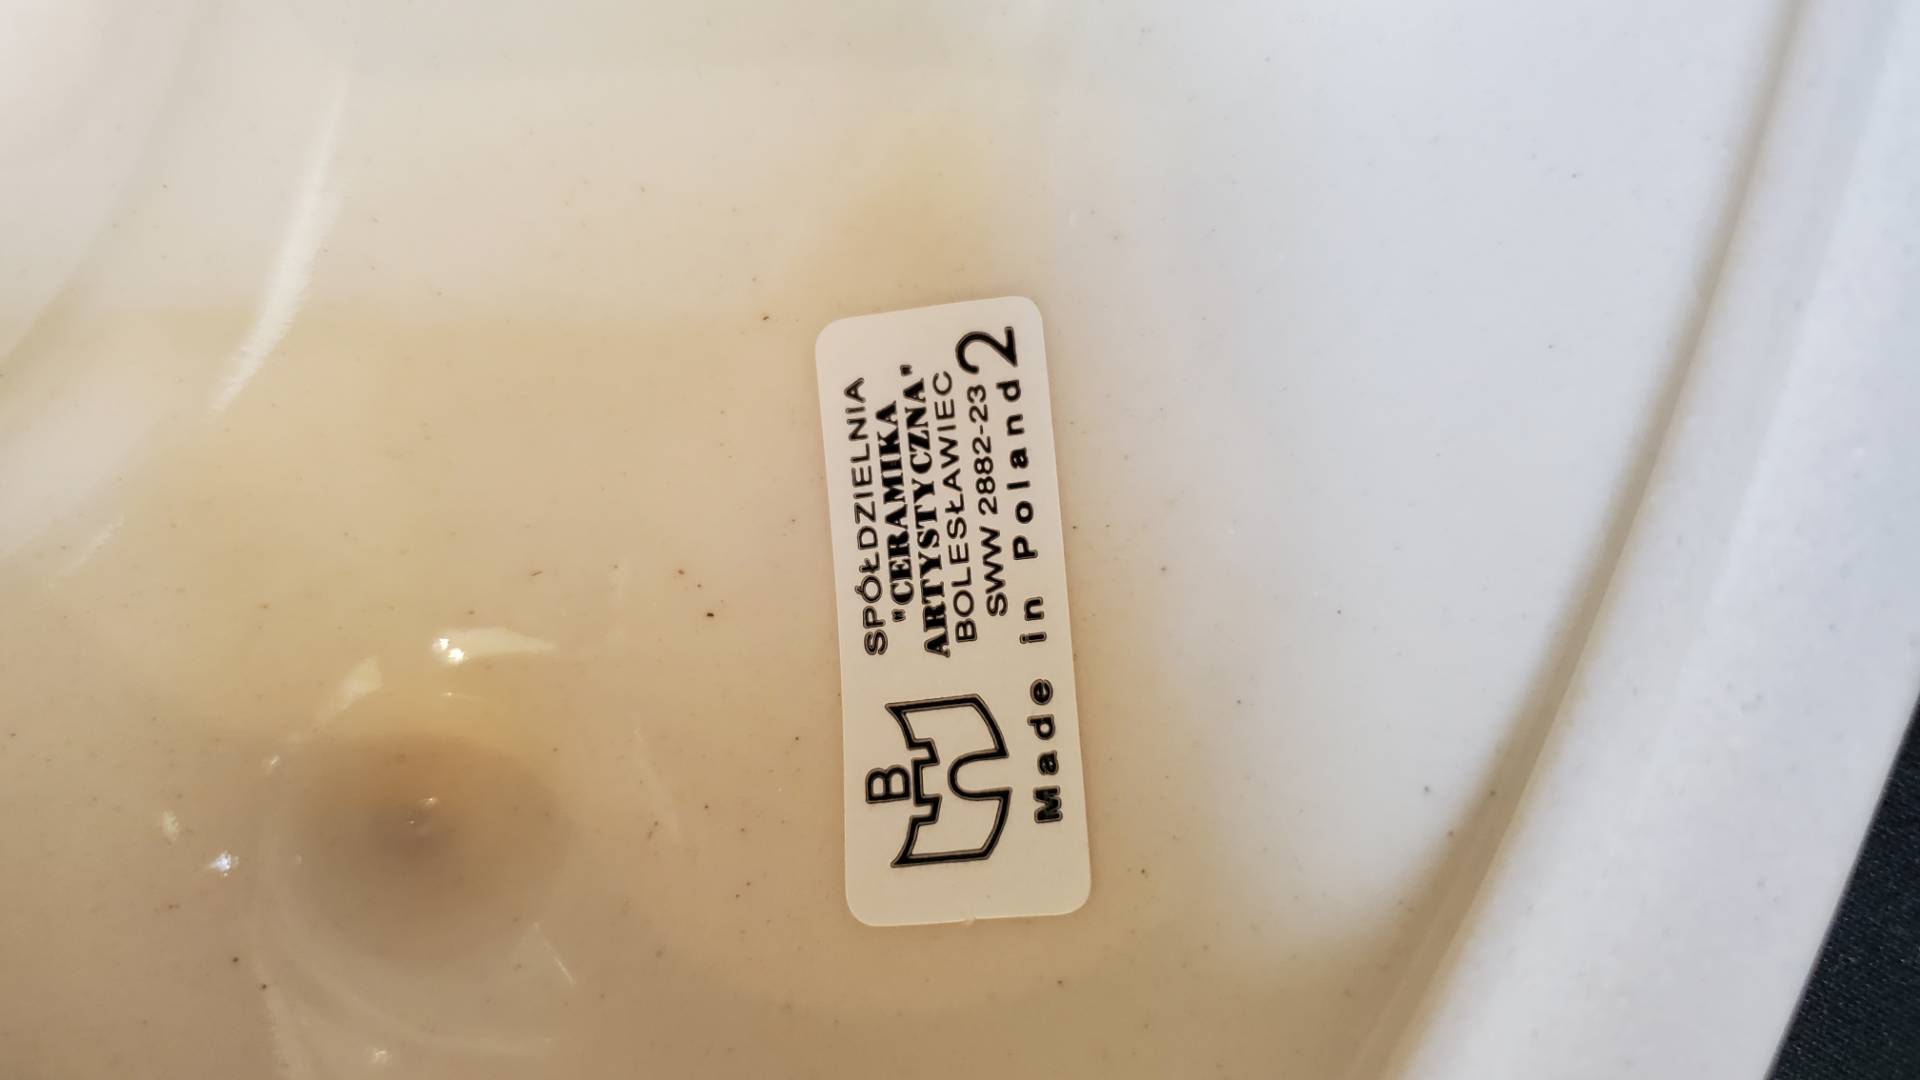 B
SPÓŁDZIELNIA
"CERAMIKA
ARTYSTYCZNA"
BOLESŁAWIEC
SWW 2882-23 2
Made in Poland